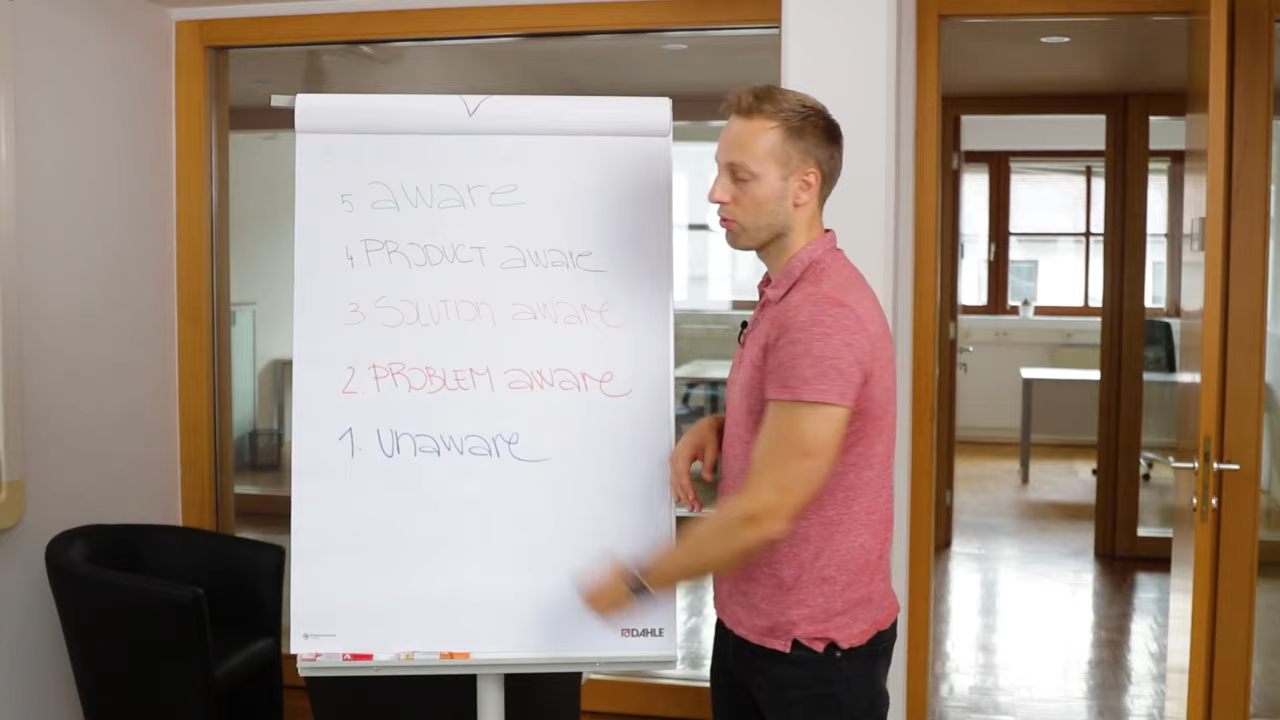 5 aware
4 PRODUCT aware
3 SOLUTION aware
2. PROBLEM aware
1. Unaware
DAHLE